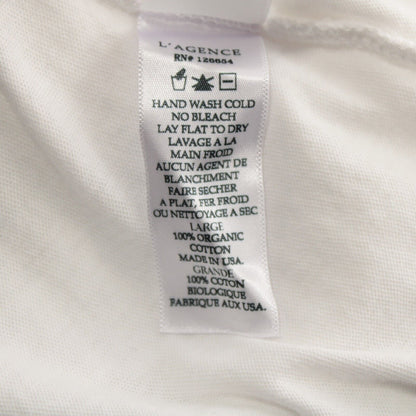 L'AGENCE
RN# 126654
HAND WASH COLD
NO BLEACH
LAY FLAT TO DRY
LAVAGE A LA
MAIN FROID
AUCUN AGENT DE
BLANCHIMENT
FAIRE SECHER
A PLAT, FER FROID
OU NETTOYAGE A SEC
LARGE
100% ORGANIC
COTTON
MADE IN USA.
GRANDE
100% COTON
BIOLOGIQUE
FABRIQUE AUX USA.